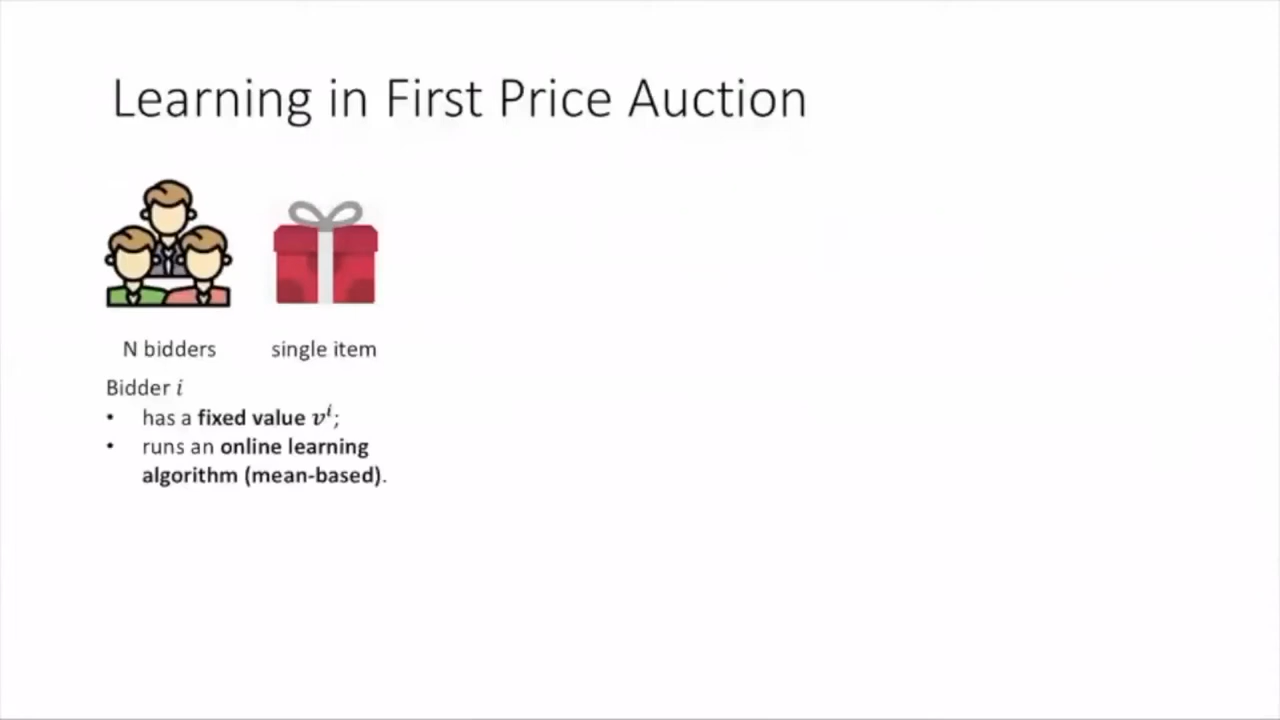 Learning in First Price Auction
N bidders
single item
Bidder i
• has a fixed value vⁱ;
• runs an online learning
algorithm (mean-based).